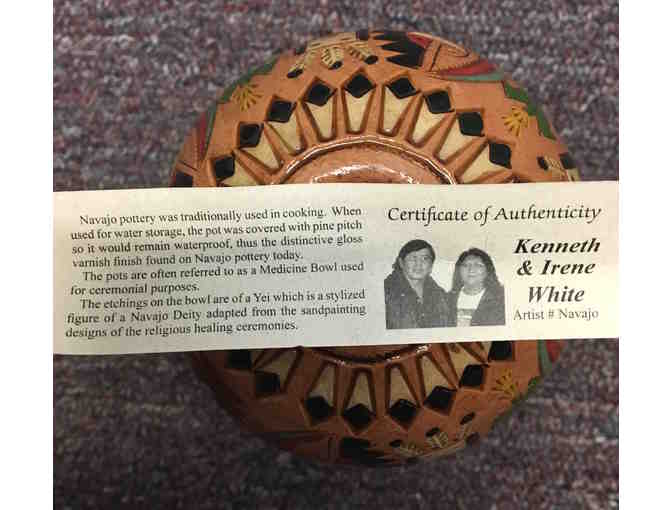 Navajo pottery was traditionally used in cooking. When
used for water storage, the pot was covered with pine pitch
so it would remain waterproof, thus the distinctive gloss
varnish finish found on Navajo pottery today.
The pots are often referred to as a Medicine Bowl used
for ceremonial purposes.
The etchings on the bowl are of a Yei which is a stylized
figure of a Navajo Deity adapted from the sandpainting
designs of the religious healing ceremonies.
Certificate of Authenticity
Kenneth
& Irene
White
Artist # Navajo